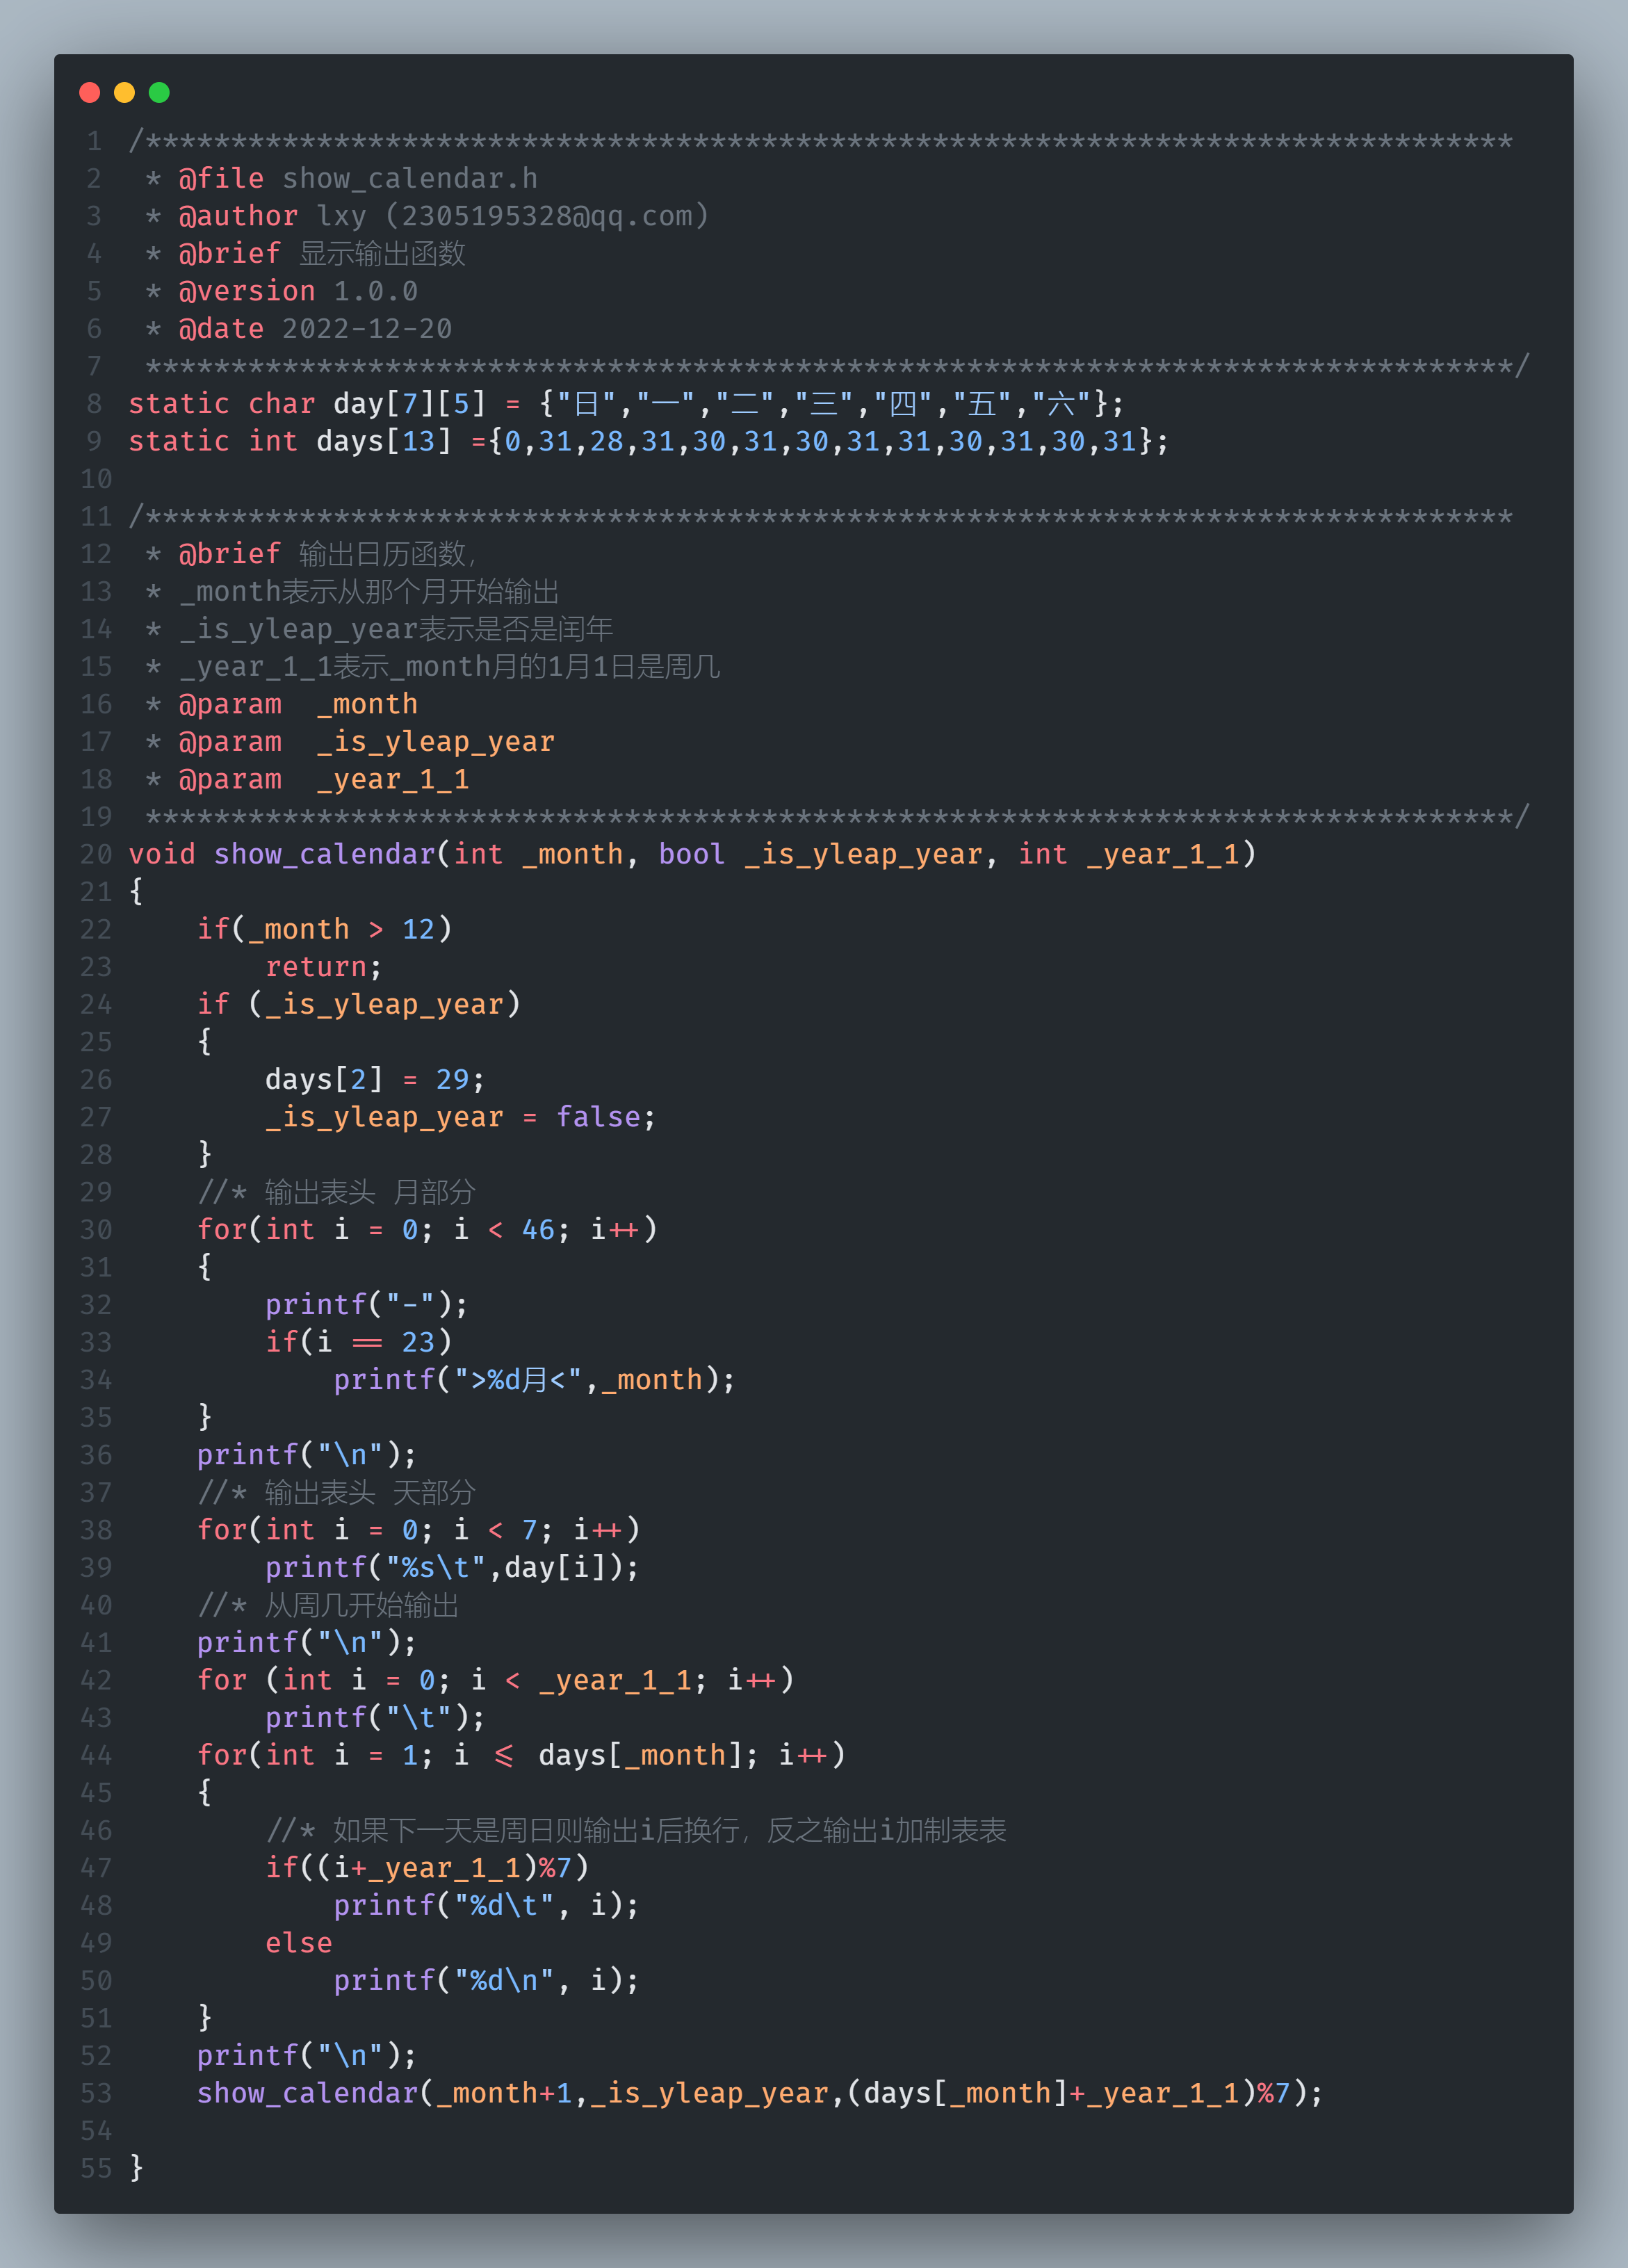 1 /********************************************************************************
2  * @file show_calendar.h
3  * @author lxy (2305195328@qq.com)
4  * @brief 显示输出函数
5  * @version 1.0.0
6  * @date 2022-12-20
7  ********************************************************************************/
8 static char day[7][5] = {"日","一","二","三","四","五","六"};
9 static int days[13] ={0,31,28,31,30,31,30,31,31,30,31,30,31};
10
11 /********************************************************************************
12  * @brief 输出日历函数,
13  * _month表示从那个月开始输出
14  * _is_yleap_year表示是否是闰年
15  * _year_1_1表示_month月的1月1日是周几
16  * @param  _month
17  * @param  _is_yleap_year
18  * @param  _year_1_1
19  ********************************************************************************/
20 void show_calendar(int _month, bool _is_yleap_year, int _year_1_1)
21 {
22     if(_month > 12)
23         return;
24     if (_is_yleap_year)
25     {
26         days[2] = 29;
27         _is_yleap_year = false;
28     }
29     //* 输出表头 月部分
30     for(int i = 0; i < 46; i++)
31     {
32         printf("-");
33         if(i == 23)
34             printf(">%d月<",_month);
35     }
36     printf("\n");
37     //* 输出表头 天部分
38     for(int i = 0; i < 7; i++)
39         printf("%s\t",day[i]);
40     //* 从周几开始输出
41     printf("\n");
42     for (int i = 0; i < _year_1_1; i++)
43         printf("\t");
44     for(int i = 1; i <= days[_month]; i++)
45     {
46         //* 如果下一天是周日则输出i后换行，反之输出i加制表表
47         if((i+_year_1_1)%7)
48             printf("%d\t", i);
49         else
50             printf("%d\n", i);
51     }
52     printf("\n");
53     show_calendar(_month+1,_is_yleap_year,(days[_month]+_year_1_1)%7);
54
55 }